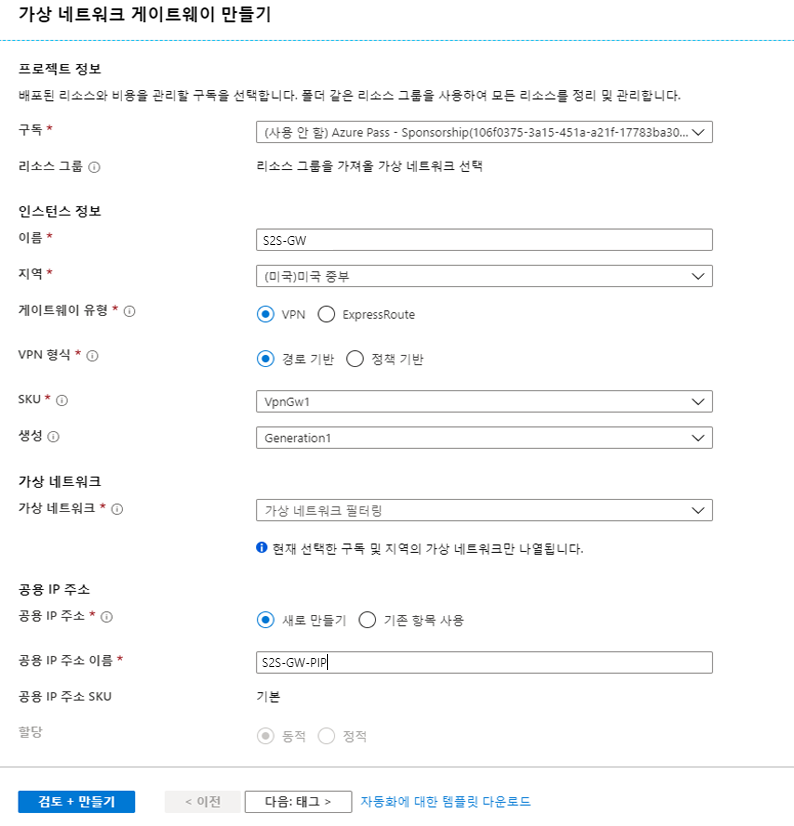 가상 네트워크 게이트웨이 만들기
프로젝트 정보
배포된 리소스와 비용을 관리할 구독을 선택합니다. 폴더 같은 리소스 그룹을 사용하여 모든 리소스를 정리 및 관리합니다.
구독 * (사용 안 함) Azure Pass - Sponsorship(106f0375-3a15-451a-a21f-17783ba30...
리소스 그룹 리소스 그룹을 가져올 가상 네트워크 선택
인스턴스 정보
이름 * S2S-GW
지역 * (미국)미국 중부
게이트웨이 유형 * VPN ExpressRoute
VPN 형식 * 경로 기반 정책 기반
SKU * VpnGw1
생성 Generation1
가상 네트워크
가상 네트워크 * 가상 네트워크 필터링
현재 선택한 구독 및 지역의 가상 네트워크만 나열됩니다.
공용 IP 주소
공용 IP 주소 * 새로 만들기 기존 항목 사용
공용 IP 주소 이름 * S2S-GW-PIP
공용 IP 주소 SKU 기본
할당 동적 정적
검토 + 만들기 < 이전 다음: 태그 > 자동화에 대한 템플릿 다운로드